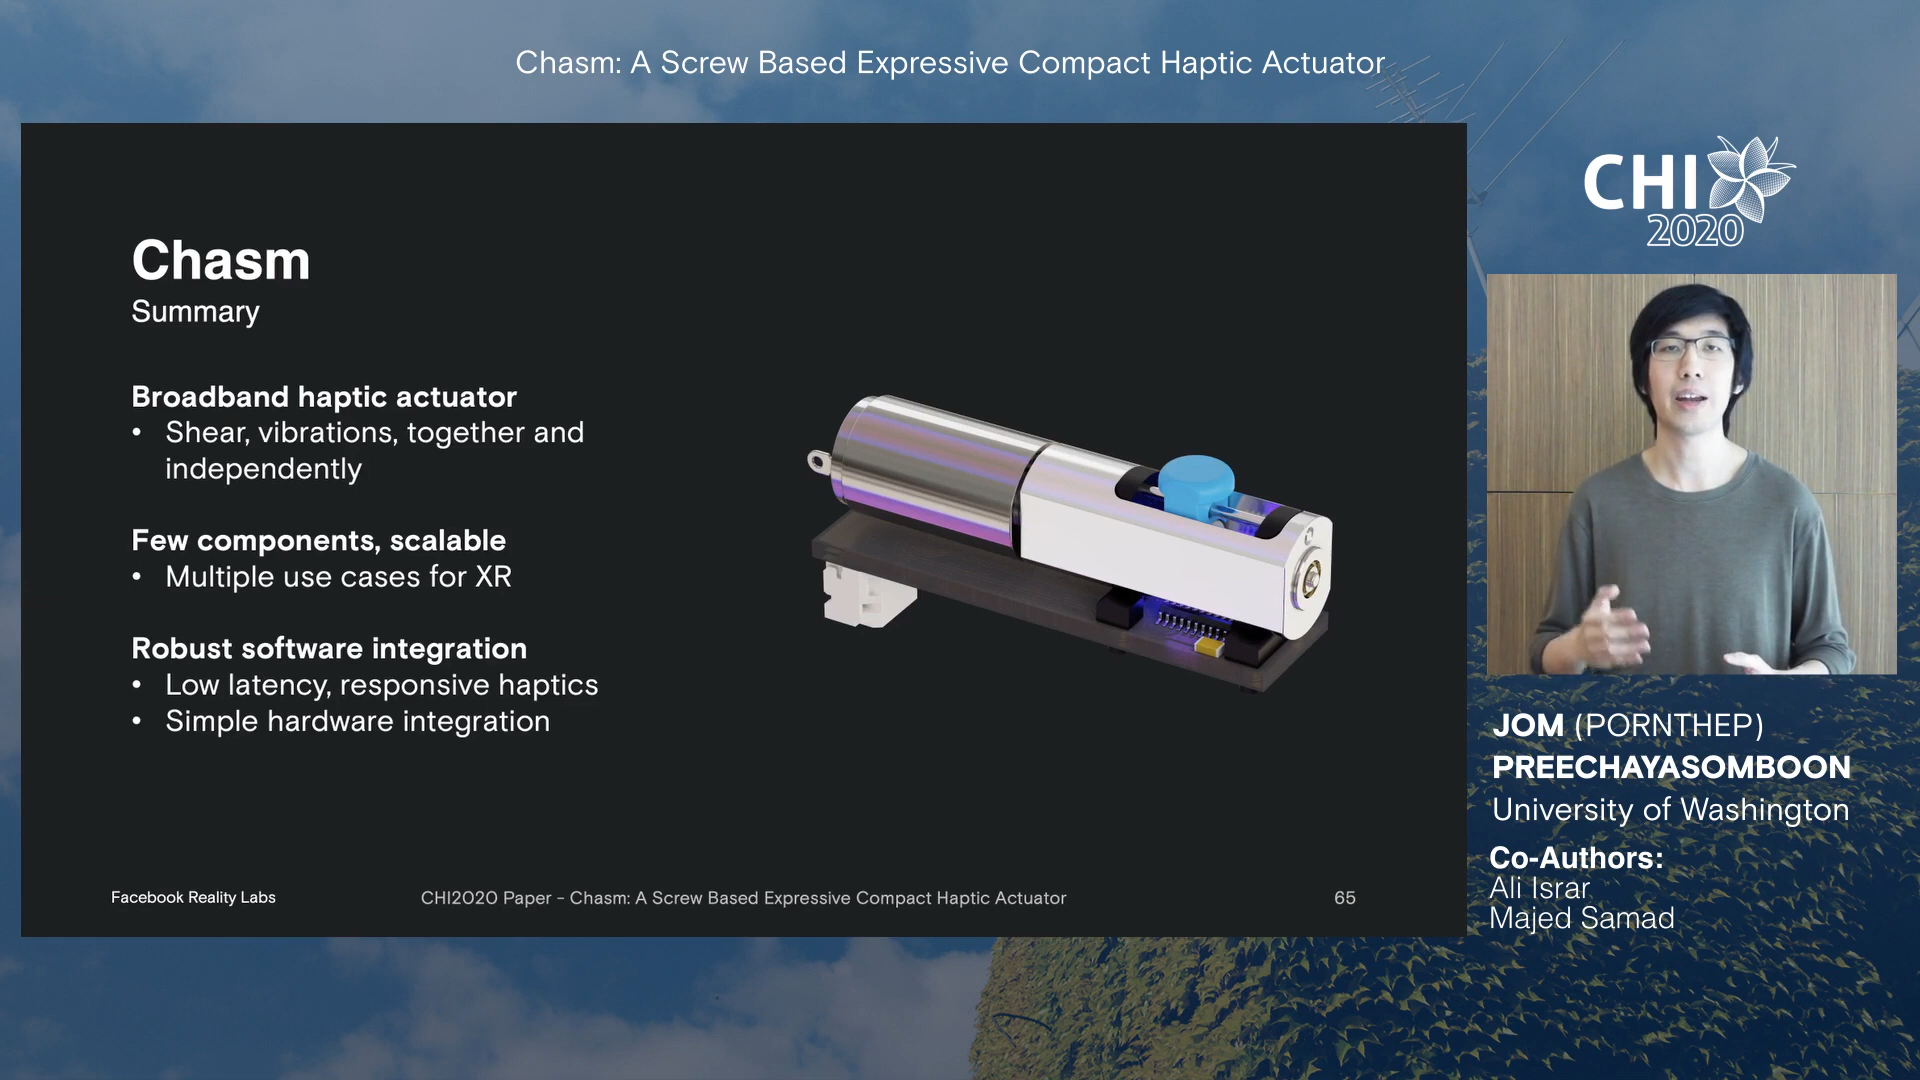 Chasm: A Screw Based Expressive Compact Haptic Actuator
CHI
2020
Chasm
Summary
Broadband haptic actuator
• Shear, vibrations, together and
independently
Few components, scalable
• Multiple use cases for XR
Robust software integration
• Low latency, responsive haptics
• Simple hardware integration
Facebook Reality Labs
CHI2020 Paper - Chasm: A Screw Based Expressive Compact Haptic Actuator
65
JOM (PORNTHEP)
PREECHAYASOMBOON
University of Washington
Co-Authors:
Ali Israr
Majed Samad